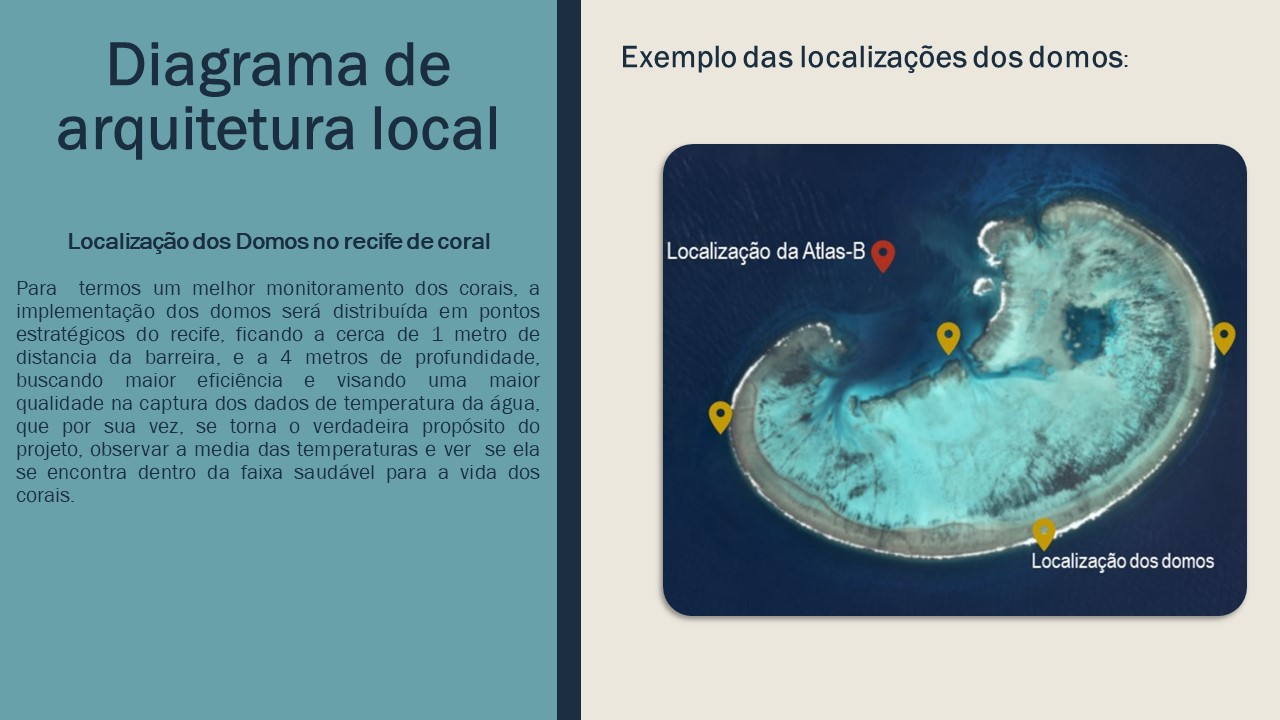 Diagrama de
arquitetura local
Localização dos Domos no recife de coral
Para termos um melhor monitoramento dos corais, a
implementação dos domos será distribuída em pontos
estratégicos do recife, ficando a cerca de 1 metro de
distancia da barreira, e a 4 metros de profundidade,
buscando maior eficiência e visando uma maior
qualidade na captura dos dados de temperatura da água,
que por sua vez, se torna o verdadeira propósito do
projeto, observar a media das temperaturas e ver se ela
se encontra dentro da faixa saudável para a vida dos
corais.
Exemplo das localizações dos domos:
Localização da Atlas-B
Localização dos domos